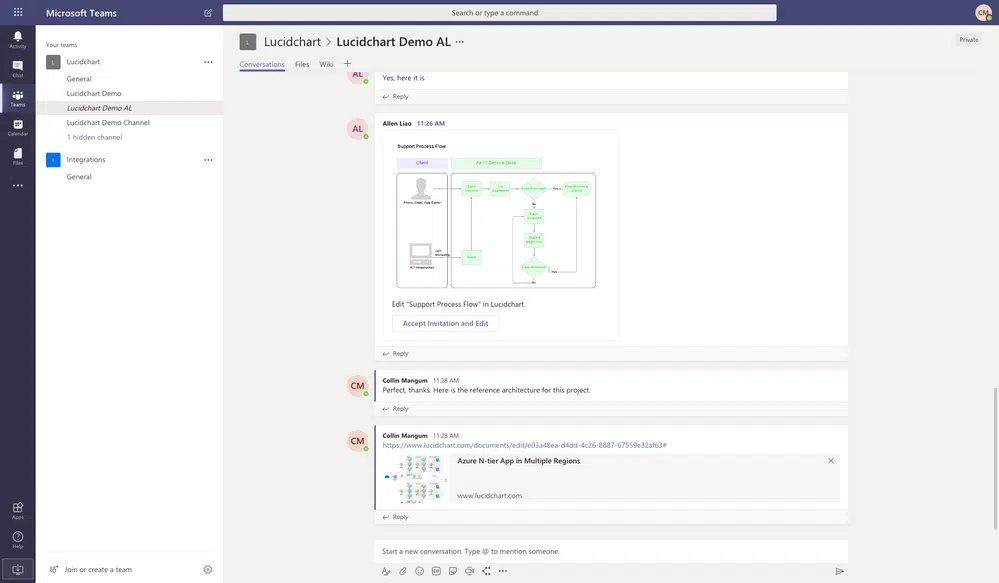 Microsoft Teams
Search or type a command
CM
Activity
Chat
Teams
Calendar
Files
Apps
Help
Your teams
L
Lucidchart
General
Lucidchart Demo
Lucidchart Demo AL
Lucidchart Demo Channel
1 hidden channel
Integrations
General
Join or create a team
L
Lucidchart > Lucidchart Demo AL
Private
Conversations
Files
Wiki
AL
Yes, here it is
Reply
AL
Allen Liao 11:26 AM
Support Process Flow
Client
Phone, Email, Help Center
Yes
No
Yes
No
Edit "Support Process Flow" in Lucidchart.
Accept Invitation and Edit
Reply
CM
Collin Mangum 11:28 AM
Perfect, thanks. Here is the reference architecture for this project.
Reply
CM
Collin Mangum 11:28 AM
https://www.lucidchart.com/documents/edit/e03a48ea-d4dd-4c26-8887-67559e32af63#
Azure N-tier App in Multiple Regions
www.lucidchart.com
Reply
Start a new conversation. Type @ to mention someone.
GIF